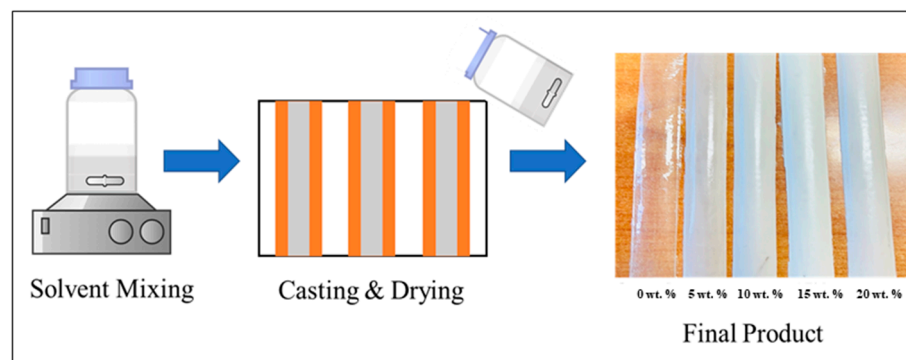 Solvent Mixing
Casting & Drying
0 wt. % 5 wt. % 10 wt. % 15 wt. % 20 wt. %
Final Product